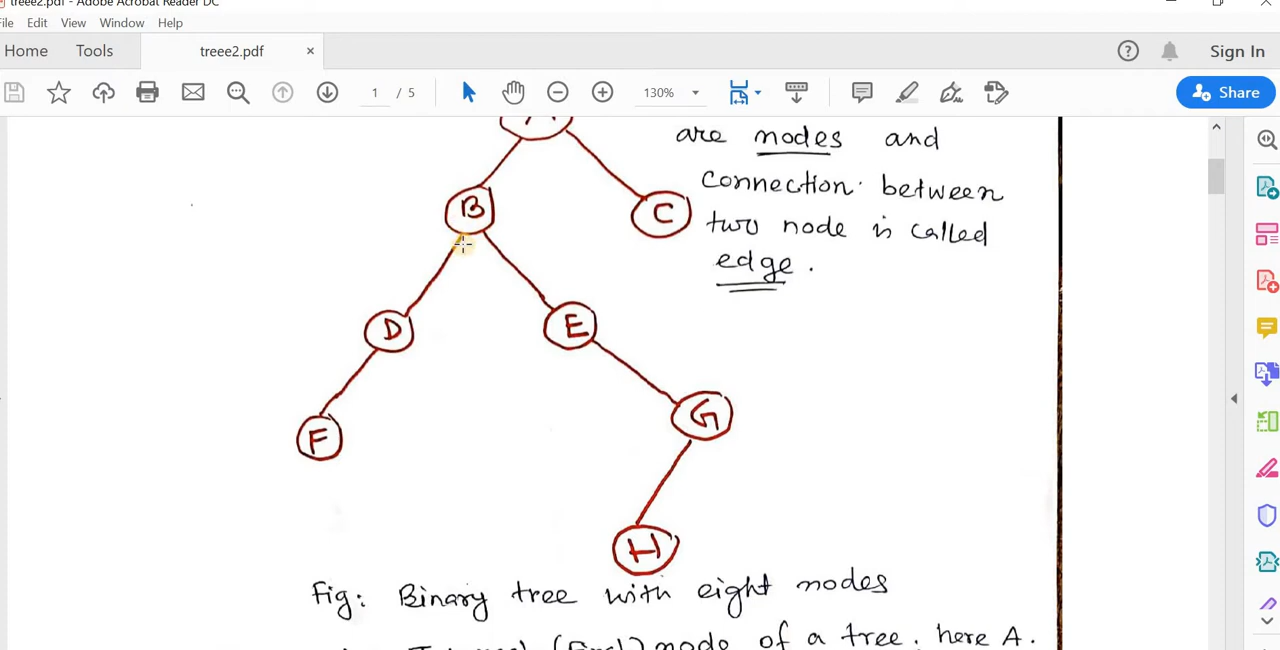 treee2.pdf - Adobe Acrobat Reader DC
File Edit View Window Help
Home Tools treee2.pdf × ? Sign In
1 / 5 130% Share
A
are nodes and
B C connection between
two node is called
edge.
D E
F G
H
Fig: Binary tree with eight nodes
node of a tree. here A.